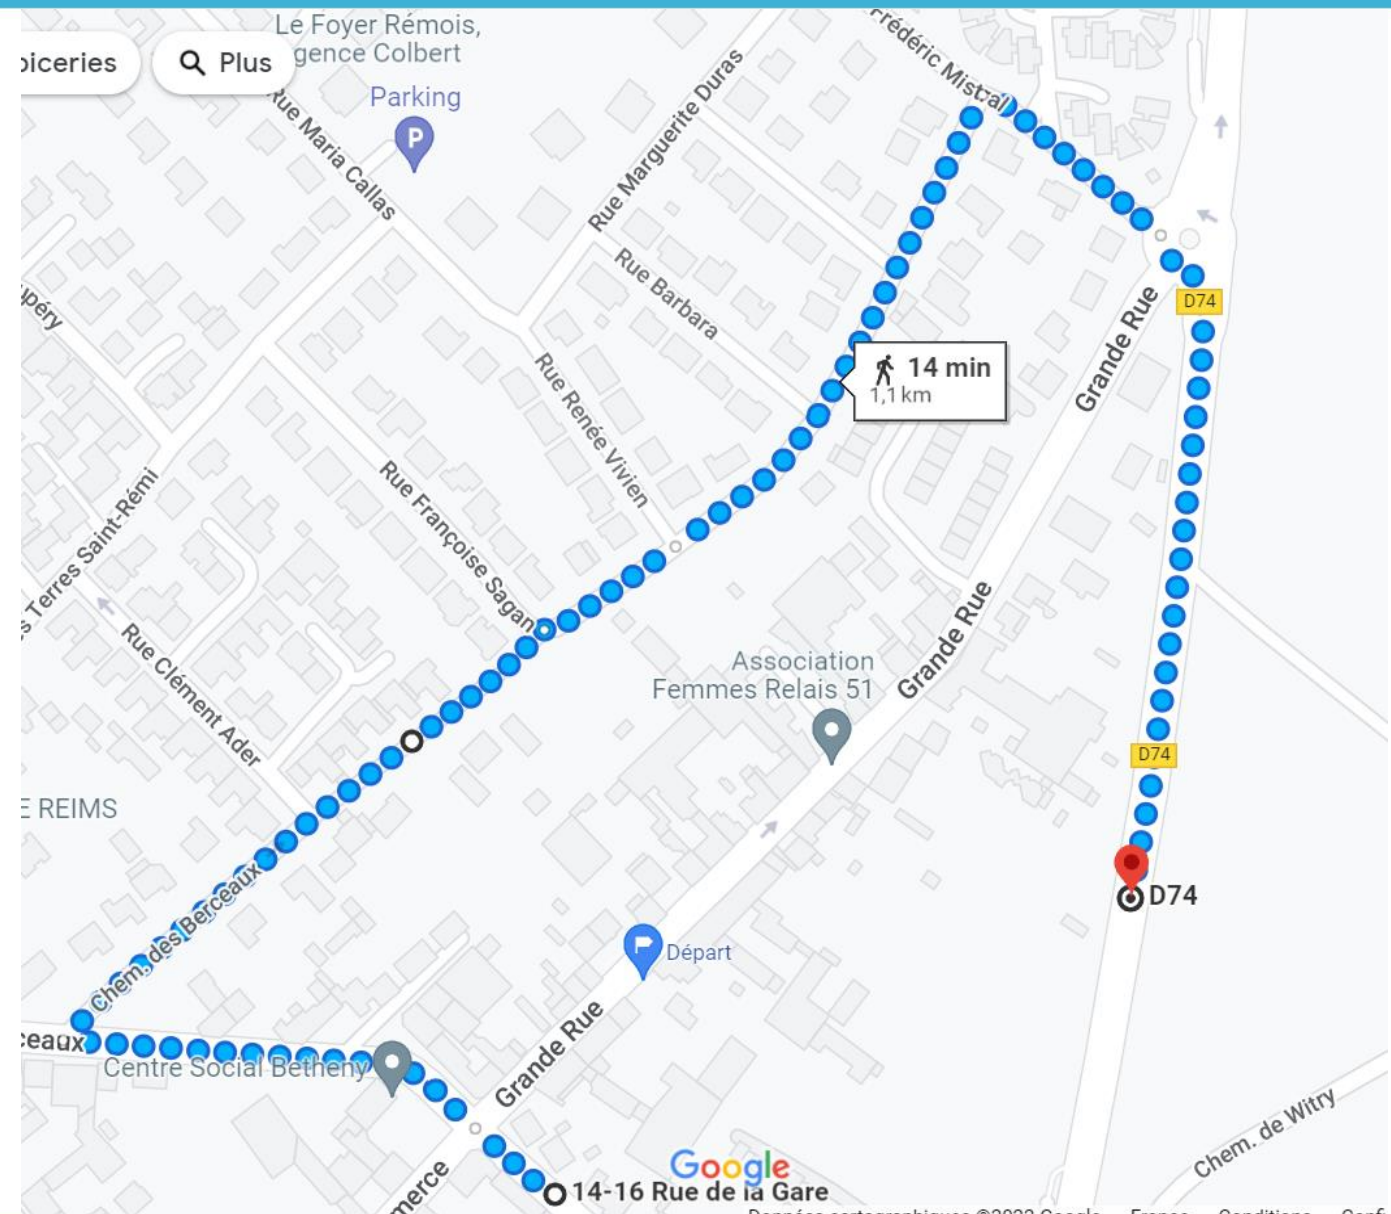 Le Foyer Rémois,
gence Colbert
piceries
Plus
Parking
Frédéric Mistral
Rue Maria Callas
Rue Marguerite Duras
Rue Barbara
D74
Grande Rue
upéry
14 min
1,1 km
Rue Renée Vivien
Rue Françoise Sagan
s Terres Saint-Rémi
Rue Clément Ader
Association
Femmes Relais 51
Grande Rue
D74
E REIMS
D74
Chem. des Berceaux
Départ
ceaux
Centre Social Betheny
Grande Rue
Chem. de Witry
Google
14-16 Rue de la Gare
merce